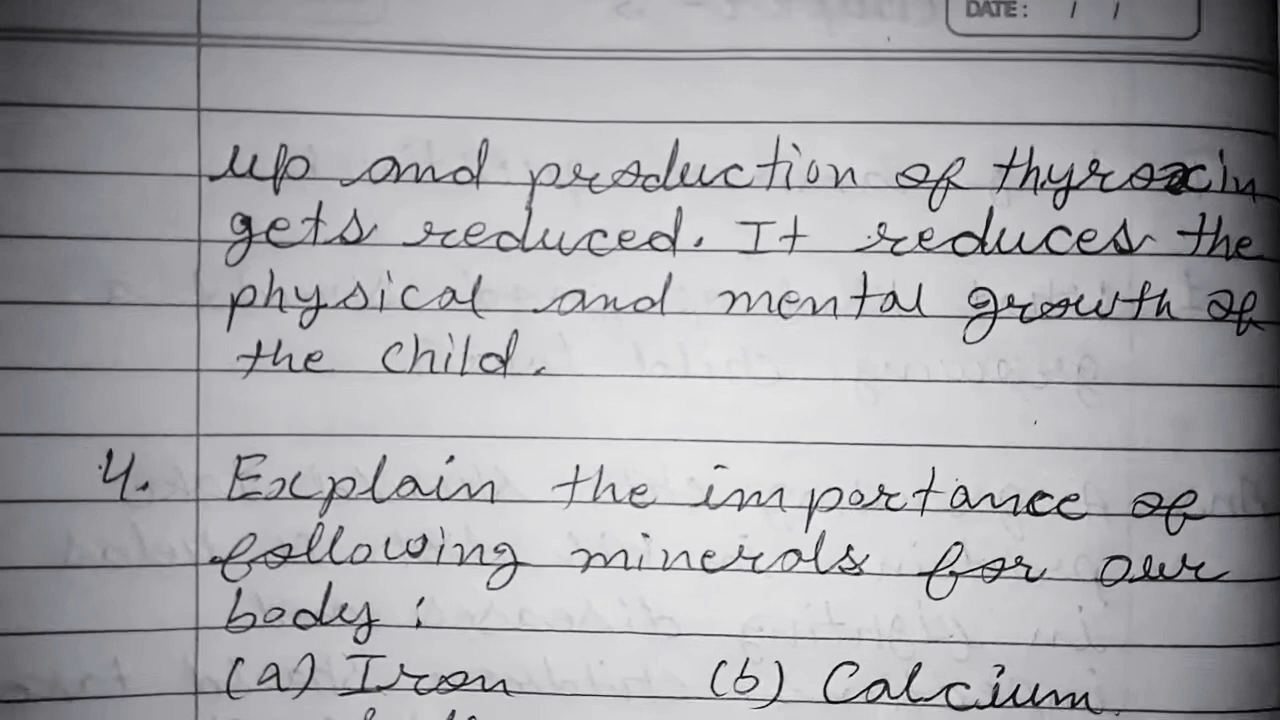 DATE: / /
up and production of thyroxin
gets reduced. It reduces the
physical and mental growth of
the child.
4. Explain the importance of
following minerals for our
body :
(a) Iron (b) Calcium